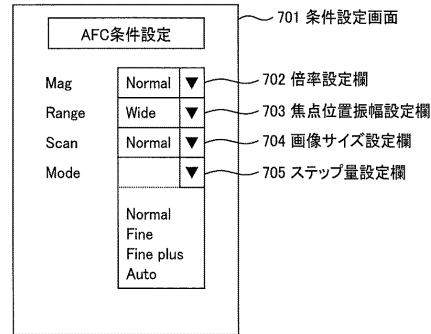 701 条件設定画面
AFC条件設定
Mag Normal ▼ 702 倍率設定欄
Range Wide ▼ 703 焦点位置振幅設定欄
Scan Normal ▼ 704 画像サイズ設定欄
Mode ▼ 705 ステップ量設定欄
Normal
Fine
Fine plus
Auto